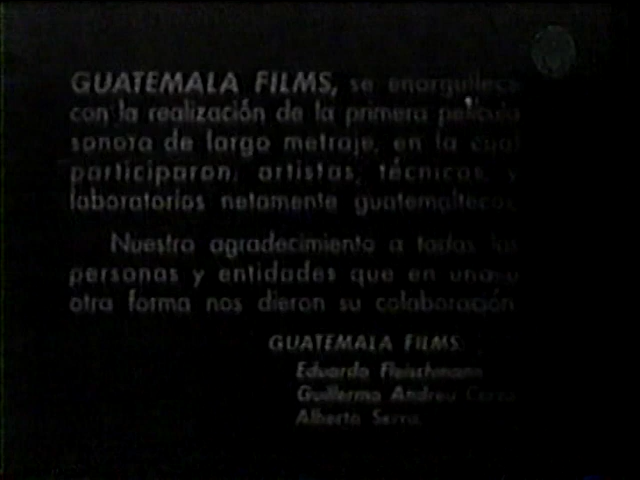 GUATEMALA FILMS, se enorgullece
con la realización de la primera película
sonora de largo metraje, en la cual
participaron, artistas, técnicos, y
laboratorios netamente guatemaltecos.
Nuestro agradecimiento a todas las
personas y entidades que en una u
otra forma nos dieron su colaboración.
GUATEMALA FILMS.
Eduardo Fleischmann
Guillermo Andreu
Alberto Serra.